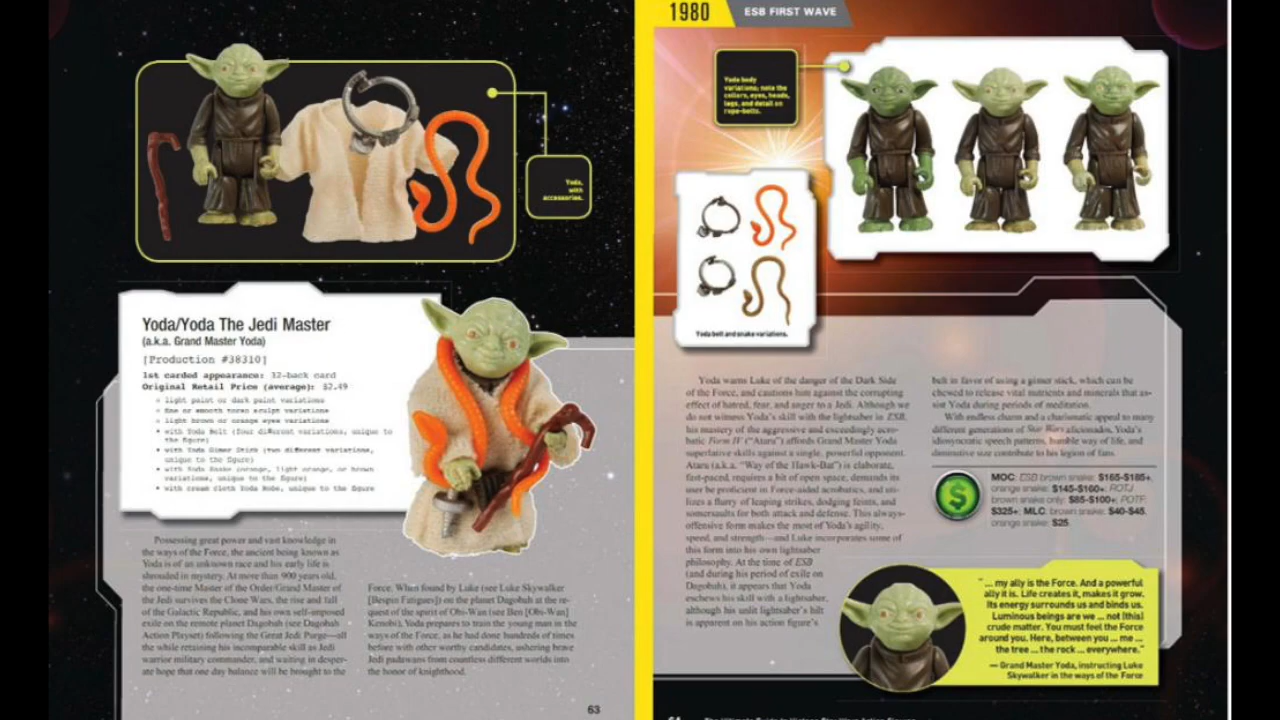 Yoda,
with
accessories.
Yoda/Yoda The Jedi Master
(a.k.a. Grand Master Yoda)
[Production #38310]
1st carded appearance: 32-back card
Original Retail Price (average): $2.49
light paint or dark paint variations
fine or smooth torso sculpt variations
light brown or orange eyes variations
with Yoda Belt (four different variations, unique to
the figure)
with Yoda Gimer Stick (two different variations,
unique to the figure)
with Yoda Snake (orange, light orange, or brown
variations, unique to the figure)
with cream cloth Yoda Robe, unique to the figure
Possessing great power and vast knowledge in
the ways of the Force, the ancient being known as
Yoda is of an unknown race and his early life is
shrouded in mystery. At more than 900 years old,
the one-time Master of the Order/Grand Master of
the Jedi survives the Clone Wars, the rise and fall
of the Galactic Republic, and his own self-imposed
exile on the remote planet Dagobah (see Dagobah
Action Playset) following the Great Jedi Purge—all
the while retaining his incomparable skill as Jedi
warrior military commander, and waiting in desper-
ate hope that one day balance will be brought to the
Force. When found by Luke (see Luke Skywalker
[Bespin Fatigues]) on the planet Dagobah at the re-
quest of the spirit of Obi-Wan (see Ben [Obi-Wan]
Kenobi), Yoda prepares to train the young man in the
ways of the Force, as he had done hundreds of times
before with other worthy candidates, ushering brave
Jedi padawans from countless different worlds into
the honor of knighthood.
63
1980
ESB FIRST WAVE
Yoda body
variations; note the
collars, eyes, heads,
legs, and detail on
rope-belts.
Yoda belt and snake variations.
Yoda warns Luke of the danger of the Dark Side
of the Force, and cautions him against the corrupting
effect of hatred, fear, and anger to a Jedi. Although we
do not witness Yoda's skill with the lightsaber in ESB,
his mastery of the aggressive and exceedingly acro-
batic Form IV ("Ataru") affords Grand Master Yoda
superlative skills against a single, powerful opponent.
Ataru (a.k.a. "Way of the Hawk-Bat") is elaborate,
fast-paced, requires a bit of open space, demands its
user be proficient in Force-aided acrobatics, and uti-
lizes a flurry of leaping strikes, dodging feints, and
somersaults for both attack and defense. This always-
offensive form makes the most of Yoda's agility,
speed, and strength—and Luke incorporates some of
this form into his own lightsaber
philosophy. At the time of ESB
(and during his period of exile on
Dagobah), it appears that Yoda
eschews his skill with a lightsaber,
although his unlit lightsaber's hilt
is apparent on his action figure's
belt in favor of using a gimer stick, which can be
chewed to release vital nutrients and minerals that as-
sist Yoda during periods of meditation.
With endless charm and a charismatic appeal to many
different generations of Star Wars aficionados, Yoda's
idiosyncratic speech patterns, humble way of life, and
diminutive size contribute to his legion of fans.
$
MOC: ESB brown snake: $165-$185+,
orange snake: $145-$160+; ROTJ
brown snake only: $85-$100+; POTF:
$325+; MLC: brown snake: $40-$45,
orange snake: $25.
"... my ally is the Force. And a powerful
ally it is. Life creates it, makes it grow.
Its energy surrounds us and binds us.
Luminous beings are we ... not (this)
crude matter. You must feel the Force
around you. Here, between you ... me ...
the tree ... the rock ... everywhere."
— Grand Master Yoda, instructing Luke
Skywalker in the ways of the Force